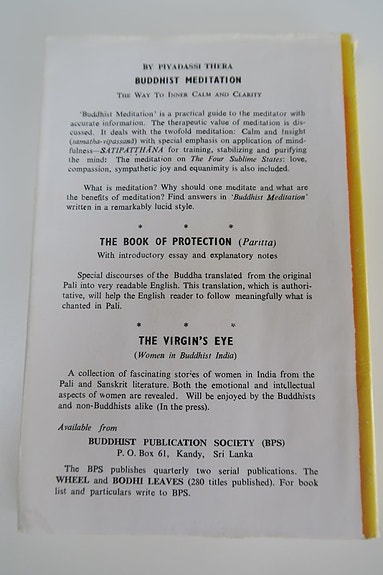 BY PIYADASSI THERA
BUDDHIST MEDITATION
THE WAY TO INNER CALM AND CLARITY
'Buddhist Meditation' is a practical guide to the meditator with
accurate information. The therapeutic value of meditation is dis-
cussed. It deals with the twofold meditation: Calm and Insight
(samatha-vipassanā) with special emphasis on application of mind-
fulness—SATIPAṬṬHĀNA for training, stabilizing and purifying
the mind: The meditation on The Four Sublime States: love,
compassion, sympathetic joy and equanimity is also included.
What is meditation? Why should one meditate and what are
the benefits of meditation? Find answers in 'Buddhist Meditation'
written in a remarkably lucid style.
* * *
THE BOOK OF PROTECTION (Paritta)
With introductory essay and explanatory notes
Special discourses of the Buddha translated from the original
Pali into very readable English. This translation, which is authori-
tative, will help the English reader to follow meaningfully what is
chanted in Pali.
* * *
THE VIRGIN'S EYE
(Women in Buddhist India)
A collection of fascinating stories of women in India from the
Pali and Sanskrit literature. Both the emotional and intellectual
aspects of women are revealed. Will be enjoyed by the Buddhists
and non-Buddhists alike (In the press).
Available from
BUDDHIST PUBLICATION SOCIETY (BPS)
P. O. Box 61, Kandy, Sri Lanka
The BPS publishes quarterly two serial publications. The
WHEEL and BODHI LEAVES (280 titles published). For book
list and particulars write to BPS.